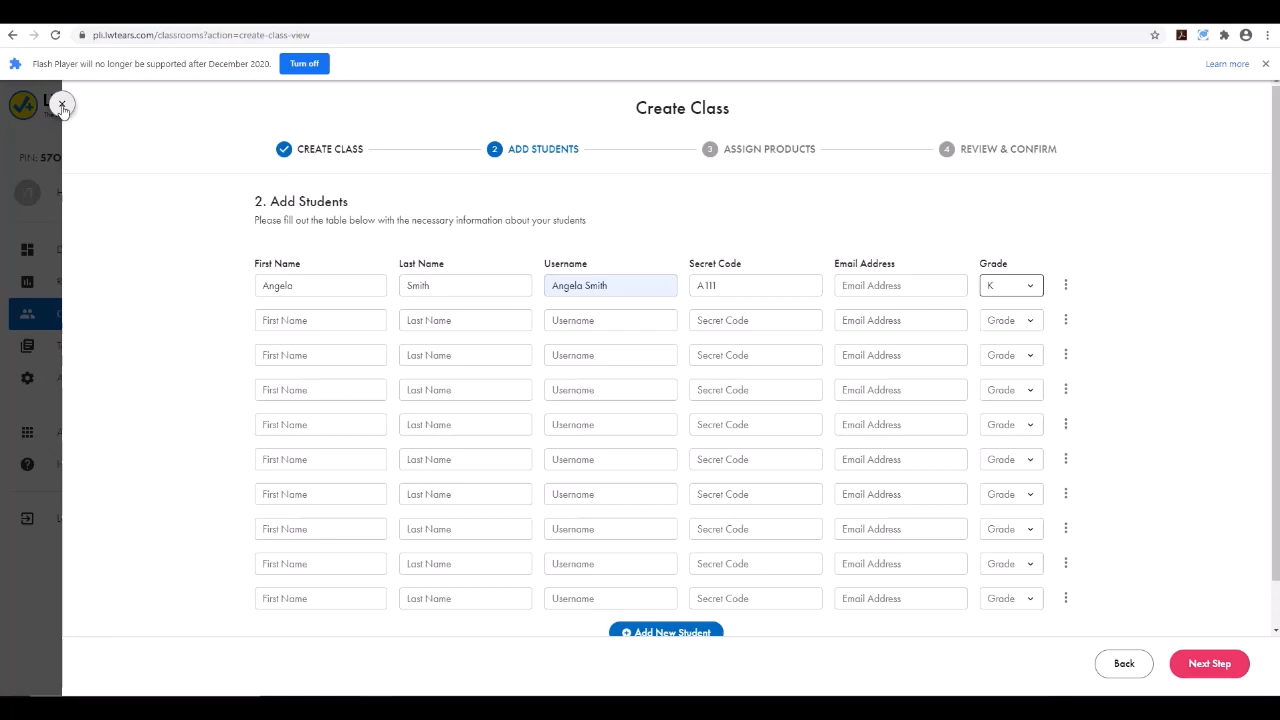 pli.lwtears.com/classrooms?action=create-class-view
Flash Player will no longer be supported after December 2020. Turn off Learn more
L
PIN: 570
Create Class
CREATE CLASS 2 ADD STUDENTS 3 ASSIGN PRODUCTS 4 REVIEW & CONFIRM
2. Add Students
Please fill out the table below with the necessary information about your students
First Name Last Name Username Secret Code Email Address Grade
Angela Smith Angela Smith A111 Email Address K
First Name Last Name Username Secret Code Email Address Grade
First Name Last Name Username Secret Code Email Address Grade
First Name Last Name Username Secret Code Email Address Grade
First Name Last Name Username Secret Code Email Address Grade
First Name Last Name Username Secret Code Email Address Grade
First Name Last Name Username Secret Code Email Address Grade
First Name Last Name Username Secret Code Email Address Grade
First Name Last Name Username Secret Code Email Address Grade
First Name Last Name Username Secret Code Email Address Grade
Add New Student
Back Next Step